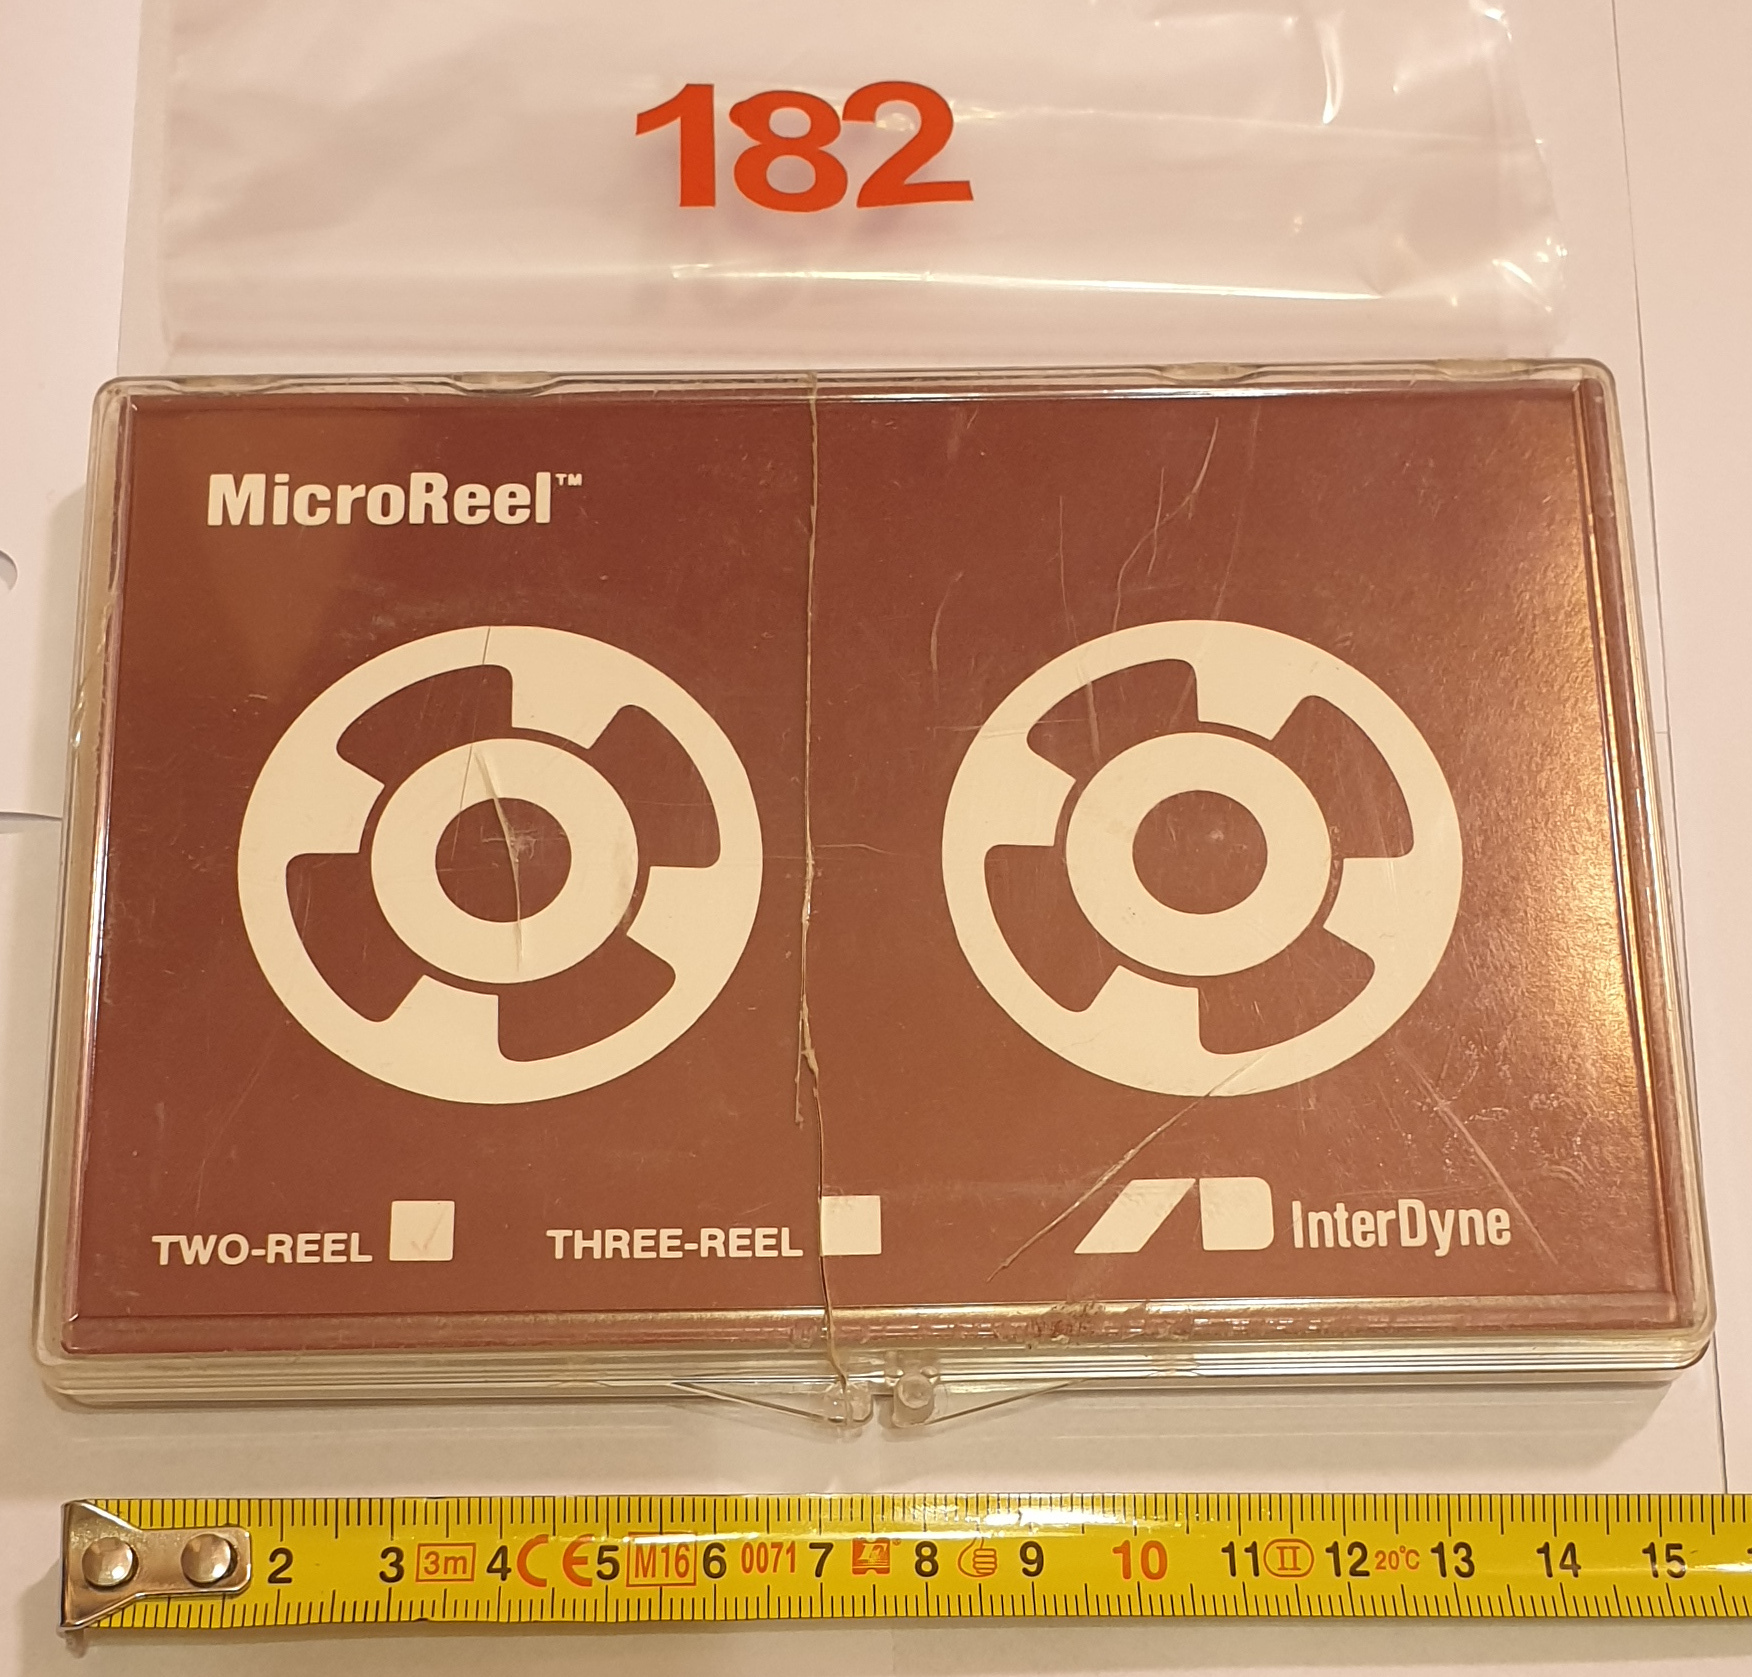 182
MicroReel™
TWO-REEL THREE-REEL InterDyne
2 3 3m 4 CE 5 M16 6 0071 7 8 9 10 11 II 12 20°C 13 14 15